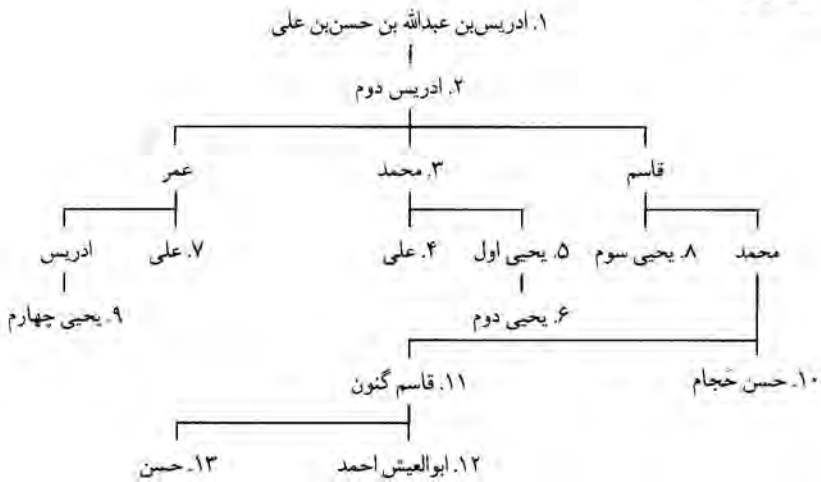 ۱. ادریس‌بن عبدالله بن حسن‌بن علی
۲. ادریس دوم
قاسم ۳. محمد عمر
محمد ۸. یحیی سوم ۵. یحیی اول ۴. علی ۷. علی ادریس
۶. یحیی دوم ۹. یحیی چهارم
۱۰. حسن حَجام ۱۱. قاسم گنون
۱۲. ابوالعیش احمد ۱۳. حسن